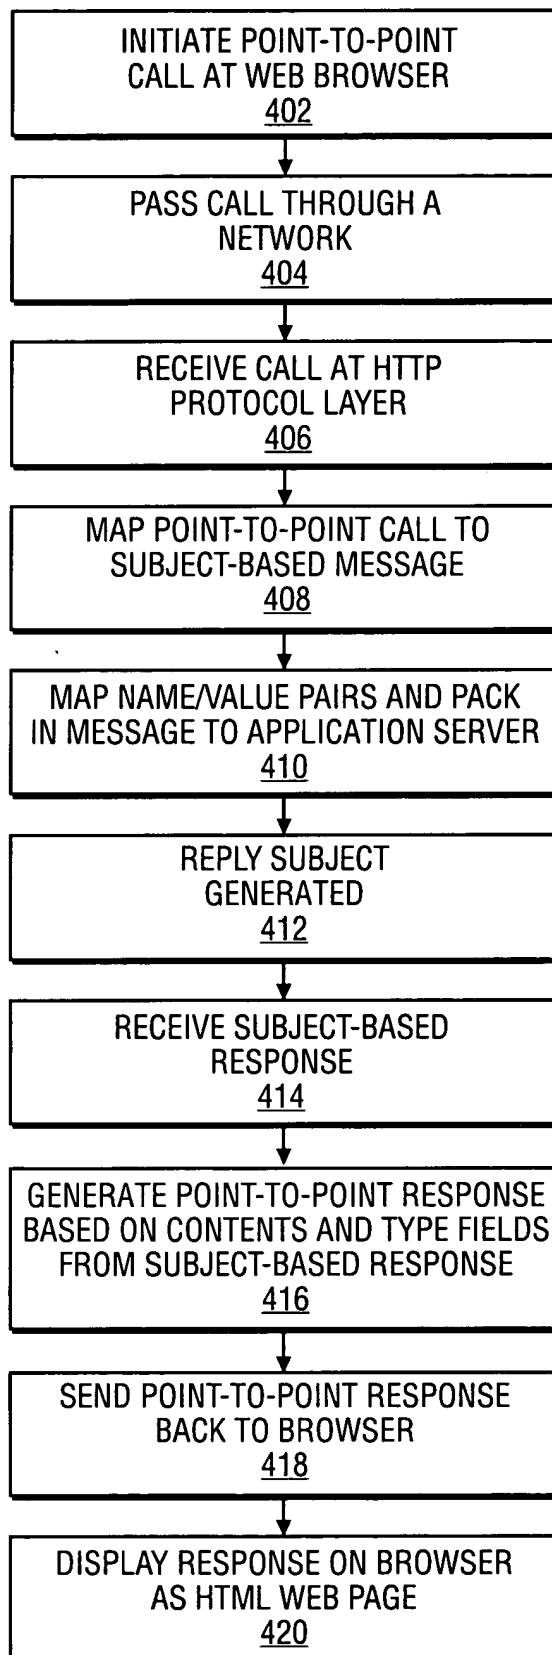 INITIATE POINT-TO-POINT
CALL AT WEB BROWSER
402
PASS CALL THROUGH A
NETWORK
404
RECEIVE CALL AT HTTP
PROTOCOL LAYER
406
MAP POINT-TO-POINT CALL TO
SUBJECT-BASED MESSAGE
408
MAP NAME/VALUE PAIRS AND PACK
IN MESSAGE TO APPLICATION SERVER
410
REPLY SUBJECT
GENERATED
412
RECEIVE SUBJECT-BASED
RESPONSE
414
GENERATE POINT-TO-POINT RESPONSE
BASED ON CONTENTS AND TYPE FIELDS
FROM SUBJECT-BASED RESPONSE
416
SEND POINT-TO-POINT RESPONSE
BACK TO BROWSER
418
DISPLAY RESPONSE ON BROWSER
AS HTML WEB PAGE
420